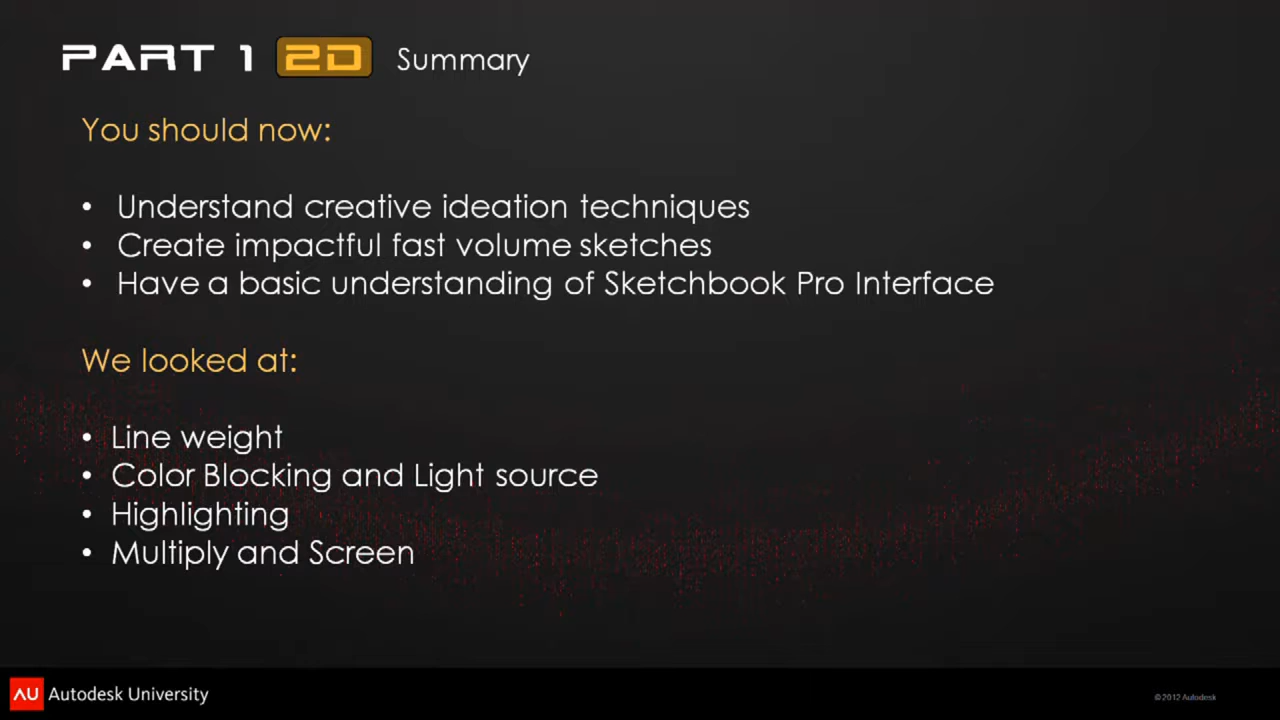 PART 1 2D Summary
You should now:
• Understand creative ideation techniques
• Create impactful fast volume sketches
• Have a basic understanding of Sketchbook Pro Interface
We looked at:
• Line weight
• Color Blocking and Light source
• Highlighting
• Multiply and Screen
AU Autodesk University
©2012 Autodesk